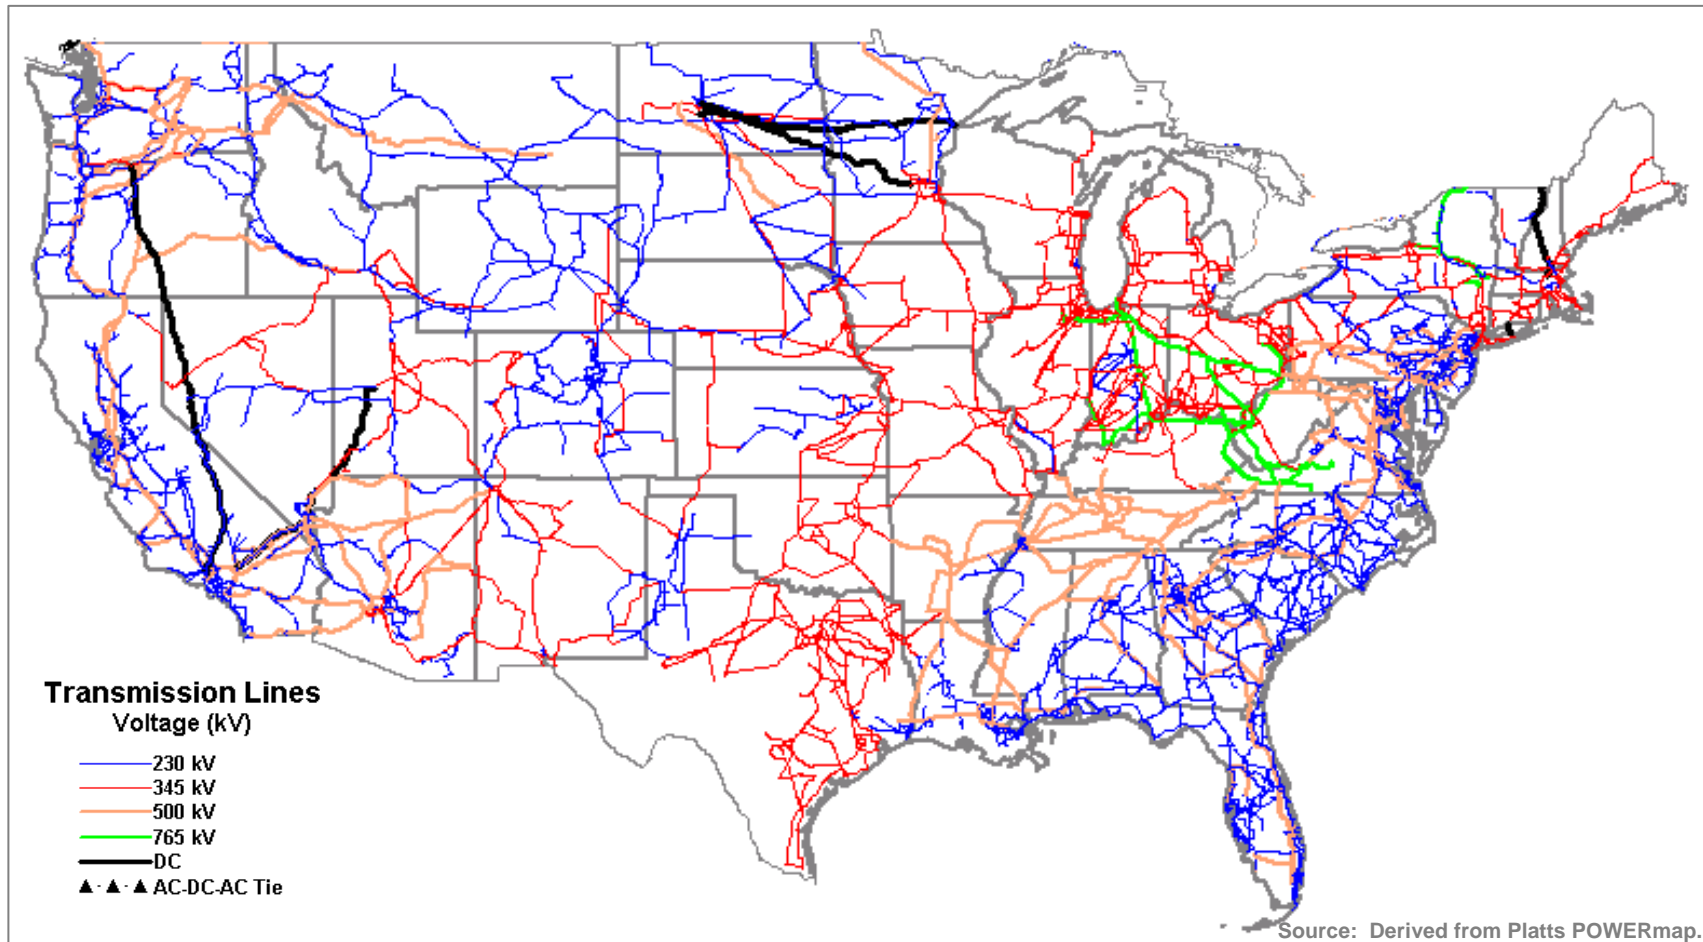 Transmission Lines
Voltage (kV)
230 kV
345 kV
500 kV
765 kV
DC
AC-DC-AC Tie
Source: Derived from Platts POWERmap.